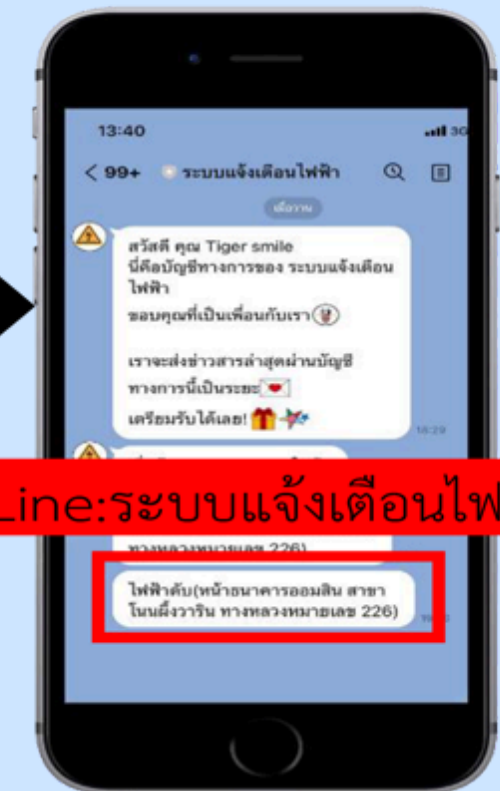 13:40
3G
< 99+ ระบบแจ้งเตือนไฟฟ้า
เมื่อวาน
สวัสดี คุณ Tiger smile
นี่คือบัญชีทางการของ ระบบแจ้งเตือน
ไฟฟ้า
ขอบคุณที่เป็นเพื่อนกับเรา
เราจะส่งข่าวสารล่าสุดผ่านบัญชี
ทางการนี้เป็นระยะ
เตรียมรับได้เลย!
18:29
Line:ระบบแจ้งเตือนไฟ
ทางหลวงหมายเลข 226)
ไฟฟ้าดับ(หน้าธนาคารออมสิน สาขา
โนนผึ้งวาริน ทางหลวงหมายเลข 226)